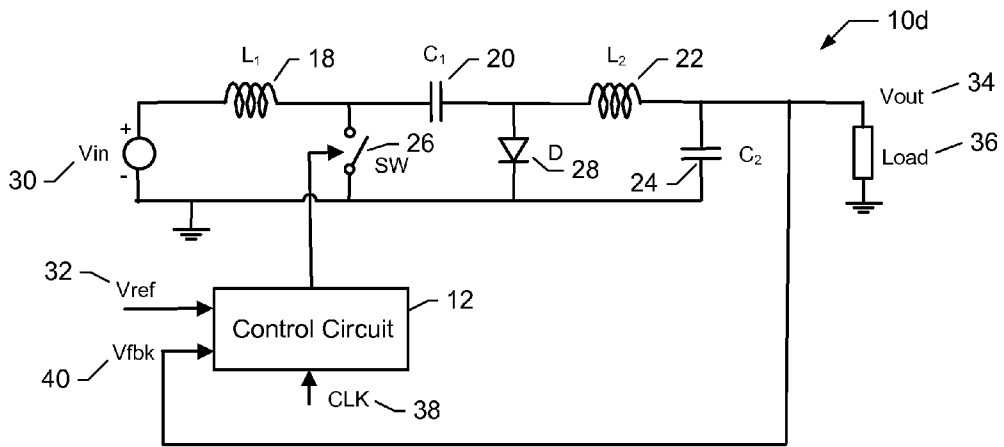 10d
L1 18
C1 20
L2 22
Vout 34
+
Vin
-
30
26
SW
D
28
C2
24
Load 36
32
Vref
12
Control Circuit
Vfbk
40
CLK 38